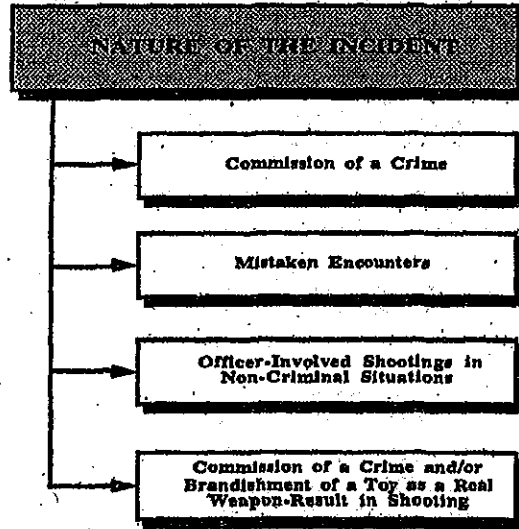 NATURE OF THE INCIDENT
Commission of a Crime
Mistaken Encounters
Officer-Involved Shootings in
Non-Criminal Situations
Commission of a Crime and/or
Brandishment of a Toy as a Real
Weapon-Result in Shooting